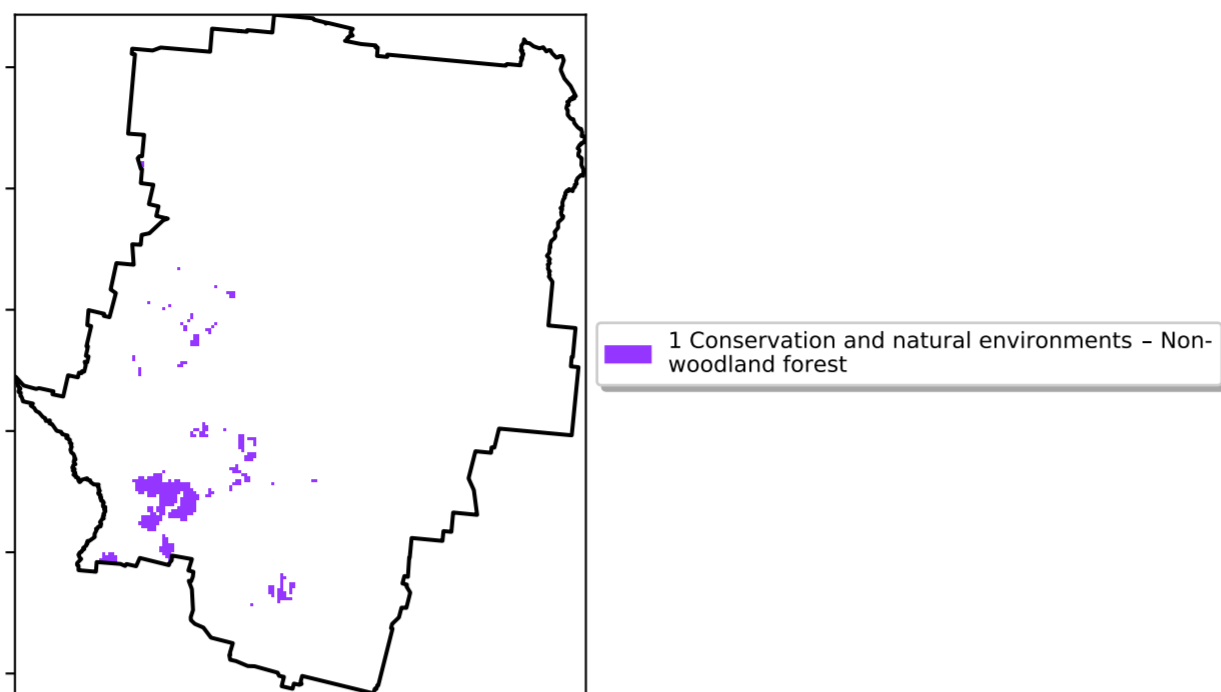 1 Conservation and natural environments – Non-
woodland forest